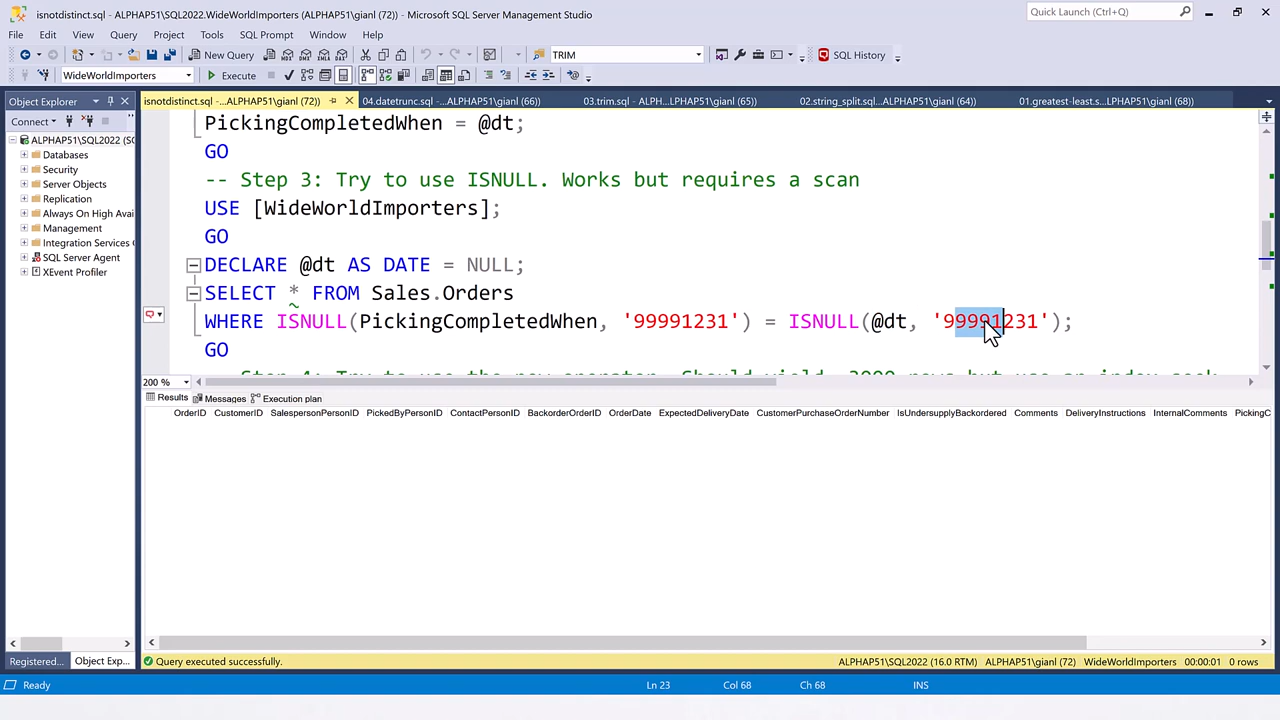 isnotdistinct.sql - ALPHAP51\SQL2022.WideWorldImporters (ALPHAP51\gianl (72)) - Microsoft SQL Server Management Studio
Quick Launch (Ctrl+Q)
File Edit View Query Project Tools SQL Prompt Window Help
New Query MDX DMX XMLA DAX TRIM SQL History
WideWorldImporters Execute
Object Explorer
isnotdistinct.sql -...ALPHAP51\gianl (72)) 04.datetrunc.sql -...ALPHAP51\gianl (66)) 03.trim.sql - ALPH...LPHAP51\gianl (65)) 02.string_split.sql...ALPHAP51\gianl (64)) 01.greatest-least.s...LPHAP51\gianl (68))
Connect
ALPHAP51\SQL2022 (SQ
Databases
Security
Server Objects
Replication
Always On High Avai
Management
Integration Services C
SQL Server Agent
XEvent Profiler
PickingCompletedWhen = @dt;
GO
-- Step 3: Try to use ISNULL. Works but requires a scan
USE [WideWorldImporters];
GO
DECLARE @dt AS DATE = NULL;
SELECT * FROM Sales.Orders
WHERE ISNULL(PickingCompletedWhen, '99991231') = ISNULL(@dt, '99991231');
GO
200 %
Results Messages Execution plan
OrderID CustomerID SalespersonPersonID PickedByPersonID ContactPersonID BackorderOrderID OrderDate ExpectedDeliveryDate CustomerPurchaseOrderNumber IsUndersupplyBackordered Comments DeliveryInstructions InternalComments PickingC
Registered... Object Exp...
Query executed successfully. ALPHAP51\SQL2022 (16.0 RTM) ALPHAP51\gianl (72) WideWorldImporters 00:00:01 0 rows
Ready Ln 23 Col 68 Ch 68 INS